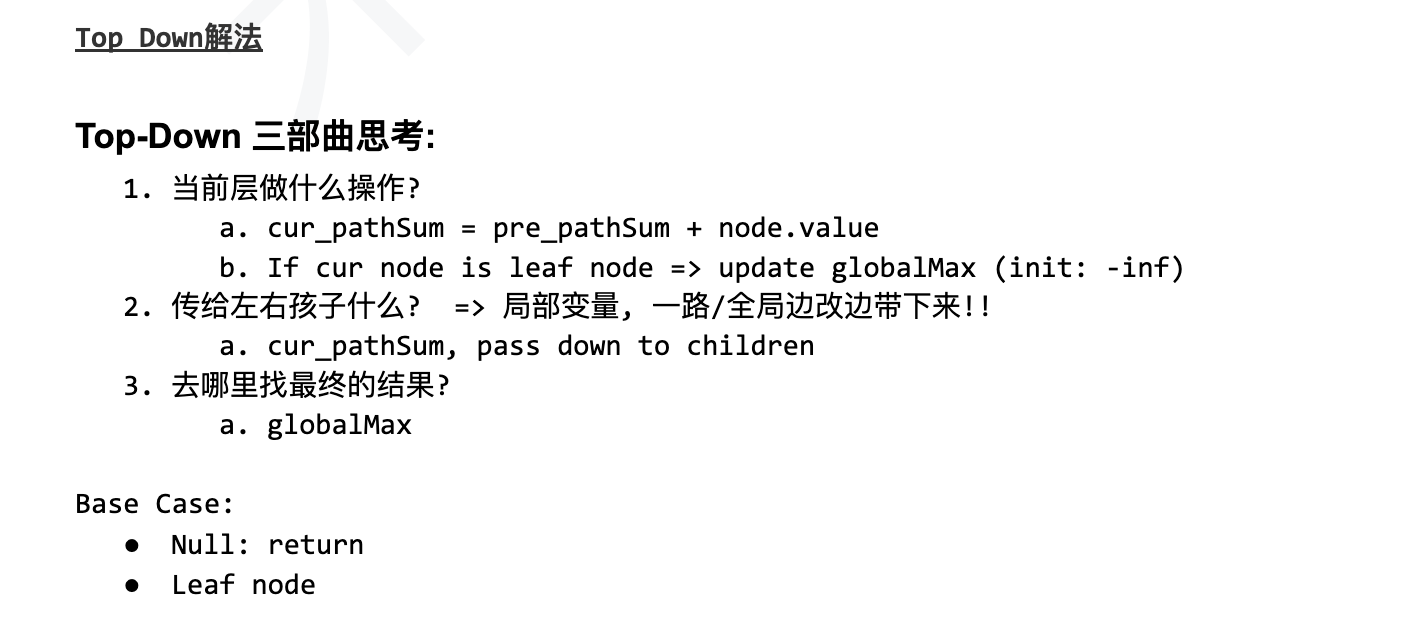 Top Down解法
Top-Down 三部曲思考:
1. 当前层做什么操作?
a. cur_pathSum = pre_pathSum + node.value
b. If cur node is leaf node => update globalMax (init: -inf)
2. 传给左右孩子什么? => 局部变量, 一路/全局边改边带下来!!
a. cur_pathSum, pass down to children
3. 去哪里找最终的结果?
a. globalMax
Base Case:
● Null: return
● Leaf node